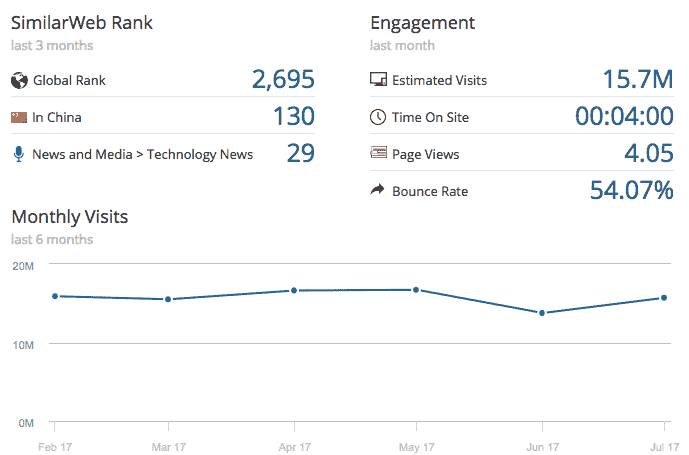 SimilarWeb Rank
last 3 months
Global Rank 2,695
In China 130
News and Media > Technology News 29
Engagement
last month
Estimated Visits 15.7M
Time On Site 00:04:00
Page Views 4.05
Bounce Rate 54.07%
Monthly Visits
last 6 months
20M
10M
0M
Feb 17 Mar 17 Apr 17 May 17 Jun 17 Jul 17